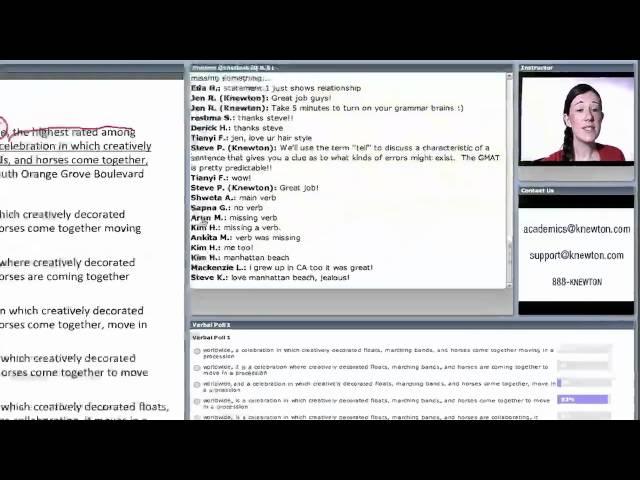 o, the highest rated among
celebration in which creatively
ds, and horses come together,
outh Orange Grove Boulevard
hich creatively decorated
orses come together moving
where creatively decorated
orses are coming together
n which creatively decorated
orses come together, move in
which creatively decorated
orses come together to move
which creatively decorated floats,
missing something...
statement 1 just shows relationship
Jen R. (Knewton): Great job guys!
Jen R. (Knewton): Take 5 minutes to turn on your grammar brains :)
reshma S.: thanks steve!!
Derick H.: thanks steve
Tianyi F.: jen, love ur hair style
Steve P. (Knewton): We'll use the term "tell" to discuss a characteristic of a
sentence that gives you a clue as to what kinds of errors might exist. The GMAT
is pretty predictable!!
Tianyi F.: wow!
Steve P. (Knewton): Great job!
Shweta A.: main verb
Sapna G.: no verb
Arun M.: missing verb
Kim H.: missing a verb.
Ankita M.: verb was missing
Kim H.: me too!
Kim H.: manhattan beach
Mackenzie L.: i grew up in CA too it was great!
Steve K.: love manhattan beach, jealous!
Verbal Poll 1
Verbal Poll 1
worldwide, a celebration in which creatively decorated floats, marching bands, and horses come together moving in a
procession
worldwide, it is a celebration where creatively decorated floats, marching bands, and horses are coming together to
move in a procession
worldwide, and a celebration in which creatively decorated floats, marching bands, and horses come together, move in
a procession
worldwide, is a celebration in which creatively decorated floats, marching bands, and horses come together to move
in a procession
worldwide, is a celebration in which creatively decorated floats, marching bands, and horses are collaborating, it
Instructor
Contact Us
academics@knewton.com
support@knewton.com
888-KNEWTON